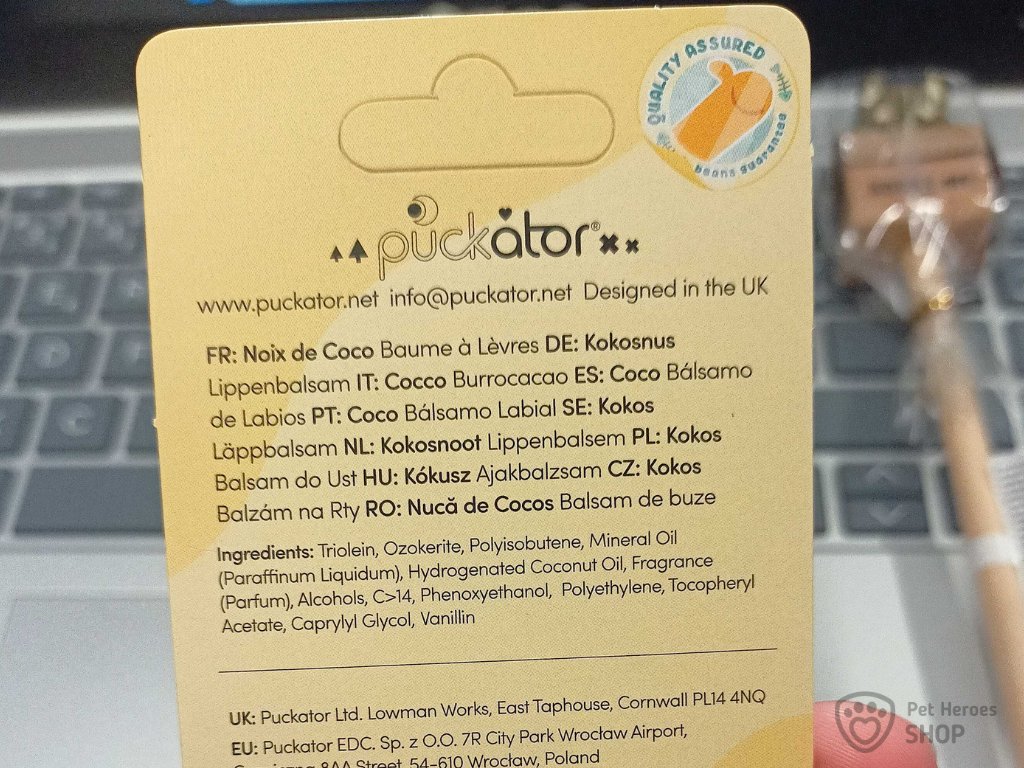 QUALITY ASSURED
beans guarantee
puckator®
www.puckator.net info@puckator.net Designed in the UK
FR: Noix de Coco Baume à Lèvres DE: Kokosnus
Lippenbalsam IT: Cocco Burrocacao ES: Coco Bálsamo
de Labios PT: Coco Bálsamo Labial SE: Kokos
Läppbalsam NL: Kokosnoot Lippenbalsem PL: Kokos
Balsam do Ust HU: Kókusz Ajakbalzsam CZ: Kokos
Balzám na Rty RO: Nucă de Cocos Balsam de buze
Ingredients: Triolein, Ozokerite, Polyisobutene, Mineral Oil
(Paraffinum Liquidum), Hydrogenated Coconut Oil, Fragrance
(Parfum), Alcohols, C>14, Phenoxyethanol, Polyethylene, Tocopheryl
Acetate, Caprylyl Glycol, Vanillin
UK: Puckator Ltd. Lowman Works, East Taphouse, Cornwall PL14 4NQ
EU: Puckator EDC. Sp. z O.O. 7R City Park Wrocław Airport,
8AA Street, 54-610 Wrocław, Poland
Pet Heroes
SHOP